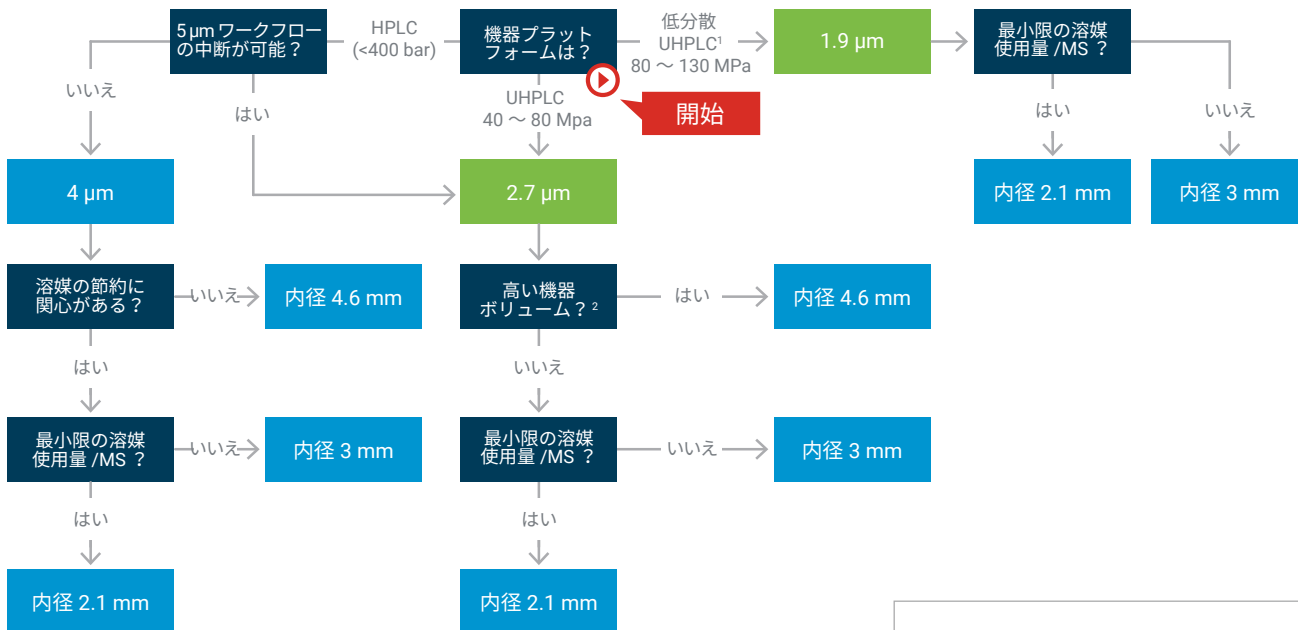 5 µm ワークフロー
の中断が可能？
HPLC
(<400 bar)
機器プラット
フォームは？
低分散
UHPLC¹
80 ～ 130 MPa
1.9 µm
最小限の溶媒
使用量 /MS ？
いいえ
はい
UHPLC
40 ～ 80 Mpa
開始
はい
いいえ
4 µm
2.7 µm
内径 2.1 mm
内径 3 mm
溶媒の節約に
関心がある？
いいえ
内径 4.6 mm
高い機器
ボリューム？²
はい
内径 4.6 mm
はい
いいえ
最小限の溶媒
使用量 /MS ？
いいえ
内径 3 mm
最小限の溶媒
使用量 /MS ？
いいえ
内径 3 mm
はい
はい
内径 2.1 mm
内径 2.1 mm